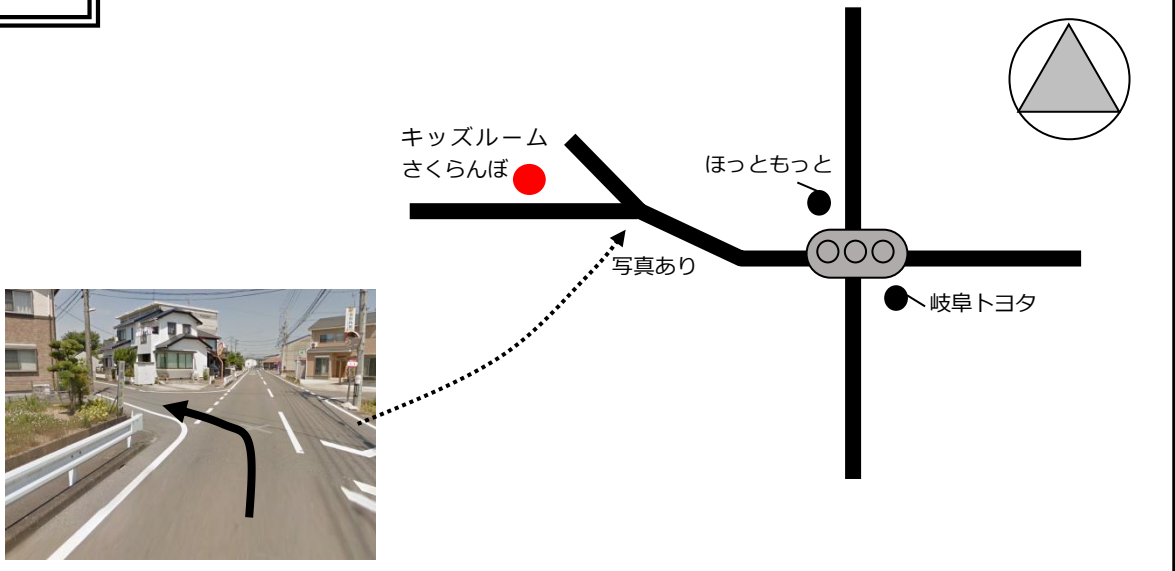 キッズルーム
さくらんぼ
ほっともっと
写真あり
岐阜トヨタ